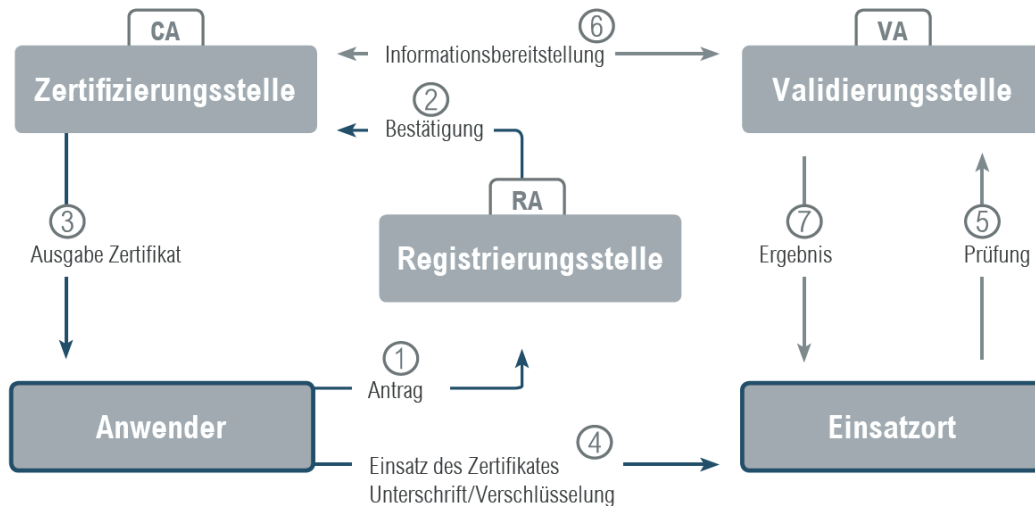 CA
Zertifizierungsstelle
6
Informationsbereitstellung
VA
Validierungsstelle
2
Bestätigung
RA
Registrierungsstelle
3
Ausgabe Zertifikat
7
Ergebnis
5
Prüfung
1
Antrag
Anwender
4
Einsatz des Zertifikates
Unterschrift/Verschlüsselung
Einsatzort